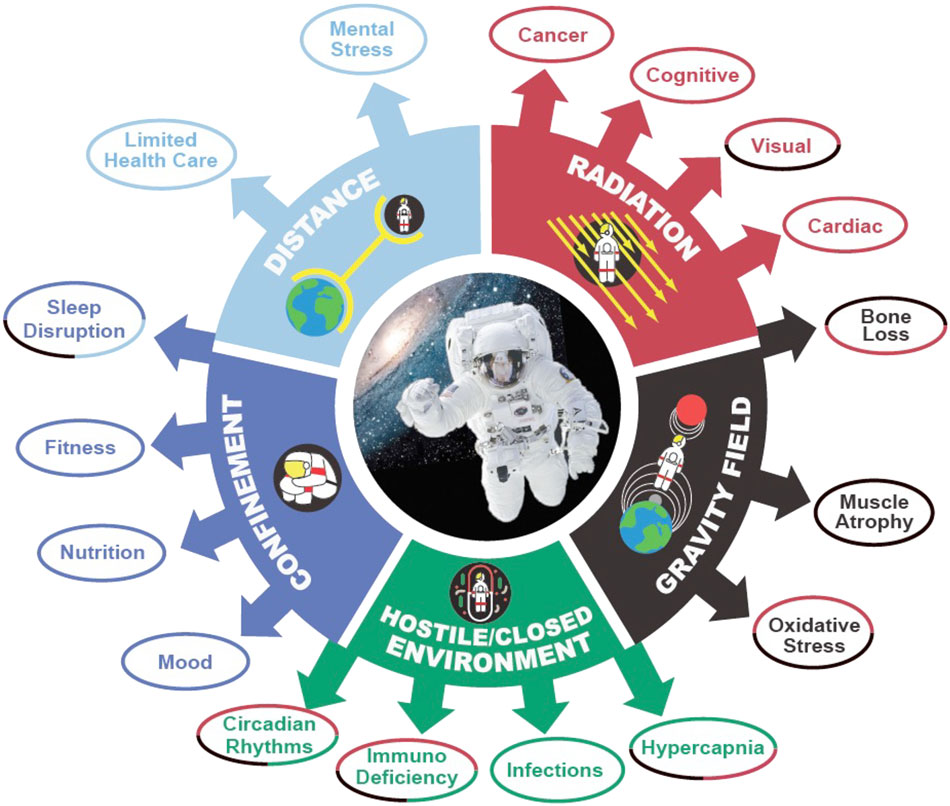 Mental
Stress
Limited
Health Care
DISTANCE
Cancer
Cognitive
Visual
Cardiac
RADIATION
Bone
Loss
Muscle
Atrophy
Oxidative
Stress
GRAVITY FIELD
Hypercapnia
Infections
Immuno
Deficiency
Circadian
Rhythms
HOSTILE/CLOSED
ENVIRONMENT
Mood
Nutrition
Fitness
Sleep
Disruption
CONFINEMENT